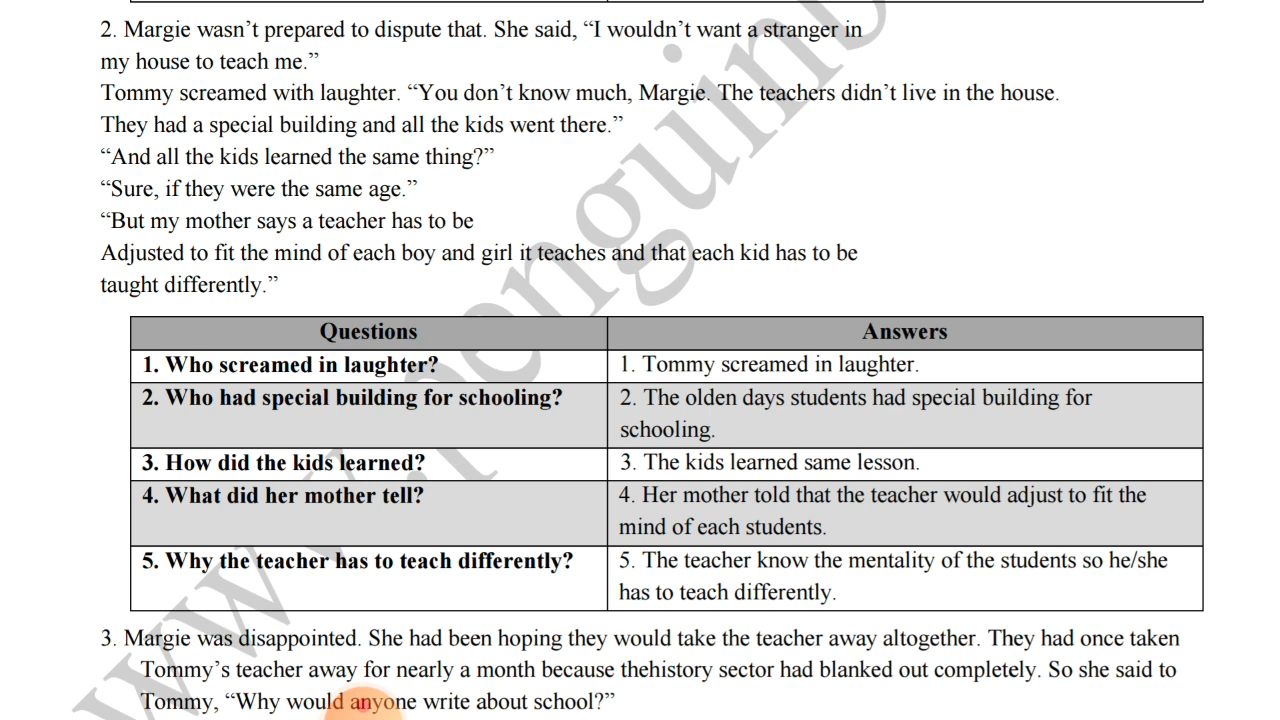 2. Margie wasn’t prepared to dispute that. She said, “I wouldn’t want a stranger in
my house to teach me.”
Tommy screamed with laughter. “You don’t know much, Margie. The teachers didn’t live in the house.
They had a special building and all the kids went there.”
“And all the kids learned the same thing?”
“Sure, if they were the same age.”
“But my mother says a teacher has to be
Adjusted to fit the mind of each boy and girl it teaches and that each kid has to be
taught differently.”
Questions Answers
1. Who screamed in laughter? 1. Tommy screamed in laughter.
2. Who had special building for schooling? 2. The olden days students had special building for
schooling.
3. How did the kids learned? 3. The kids learned same lesson.
4. What did her mother tell? 4. Her mother told that the teacher would adjust to fit the
mind of each students.
5. Why the teacher has to teach differently? 5. The teacher know the mentality of the students so he/she
has to teach differently.
3. Margie was disappointed. She had been hoping they would take the teacher away altogether. They had once taken
Tommy’s teacher away for nearly a month because thehistory sector had blanked out completely. So she said to
Tommy, “Why would anyone write about school?”